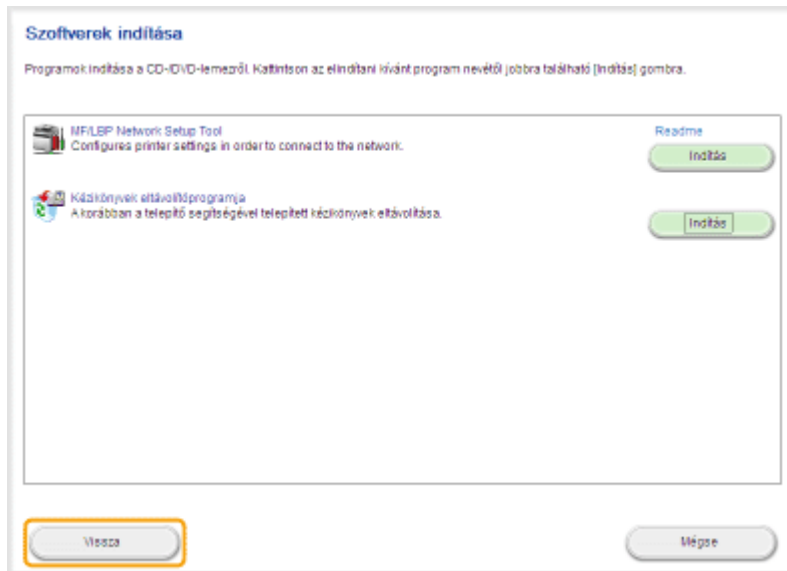 Szoftverek indítása
Programok indítása a CD-/DVD-lemezről. Kattintson az elindítani kívánt program nevétől jobbra található [Indítás] gombra.
MF/LBP Network Setup Tool
Readme
Configures printer settings in order to connect to the network.
Indítás
Kézikönyvek eltávolítóprogramja
A korábban a telepítő segítségével telepített kézikönyvek eltávolítása.
Indítás
Vissza
Mégse